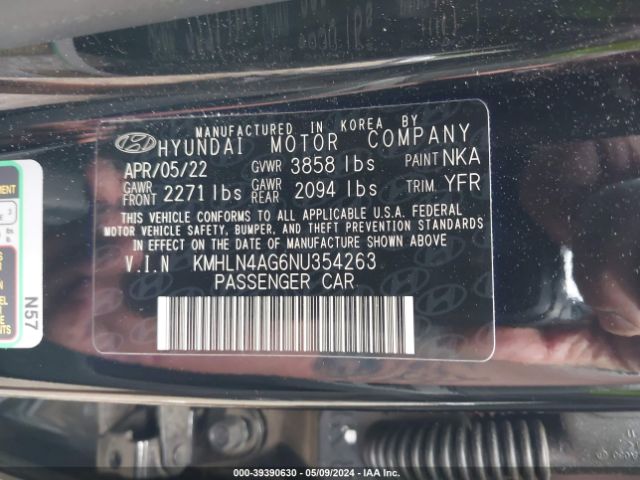 MANUFACTURED IN KOREA BY
HYUNDAI MOTOR COMPANY
APR/05/22 GVWR 3858 lbs PAINT NKA
GAWR FRONT 2271 lbs GAWR REAR 2094 lbs TRIM. YFR
THIS VEHICLE CONFORMS TO ALL APPLICABLE U.S.A. FEDERAL
MOTOR VEHICLE SAFETY, BUMPER, AND THEFT PREVENTION STANDARDS
IN EFFECT ON THE DATE OF MANUFACTURE SHOWN ABOVE
V.I.N KMHLN4AG6NU354263
PASSENGER CAR
N57
000-39390630 - 05/09/2024 - IAA Inc.